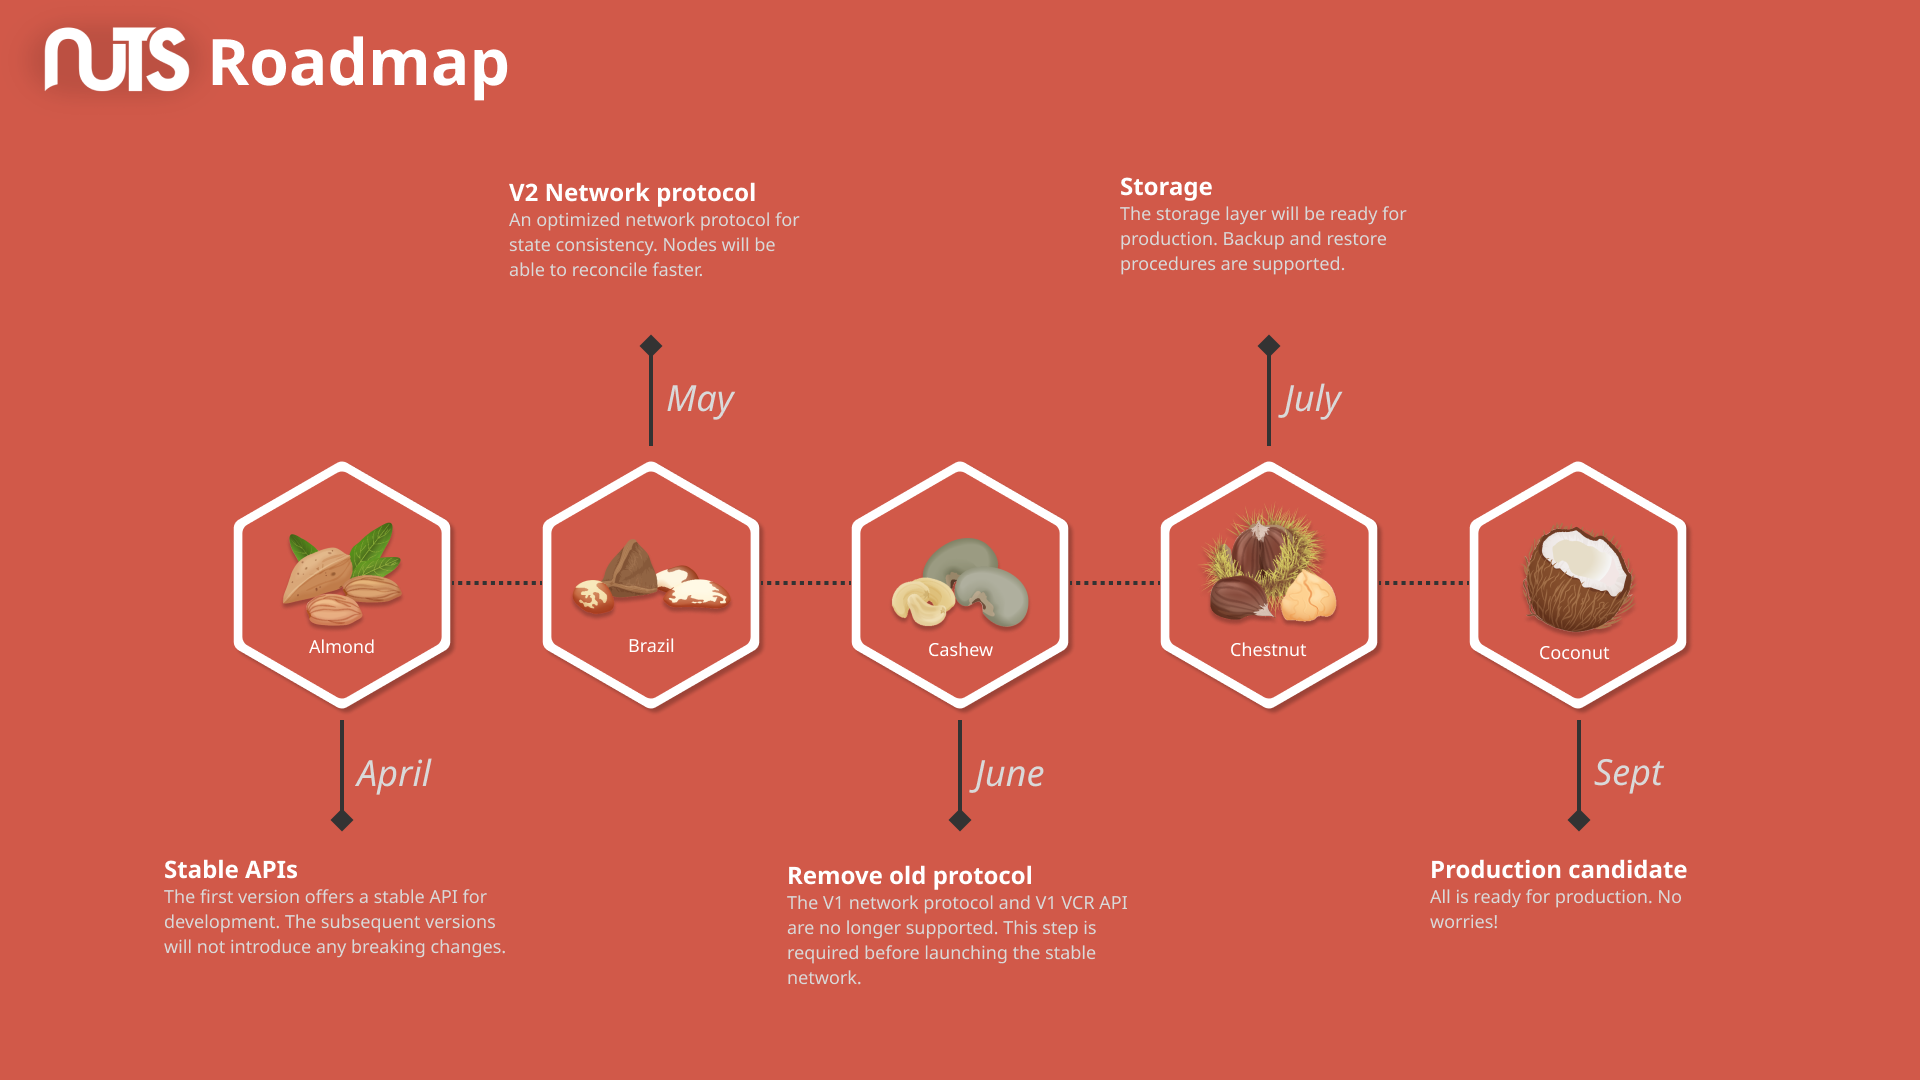 NUTS Roadmap
V2 Network protocol
An optimized network protocol for
state consistency. Nodes will be
able to reconcile faster.
Storage
The storage layer will be ready for
production. Backup and restore
procedures are supported.
May
July
Almond
Brazil
Cashew
Chestnut
Coconut
April
June
Sept
Stable APIs
The first version offers a stable API for
development. The subsequent versions
will not introduce any breaking changes.
Remove old protocol
The V1 network protocol and V1 VCR API
are no longer supported. This step is
required before launching the stable
network.
Production candidate
All is ready for production. No
worries!